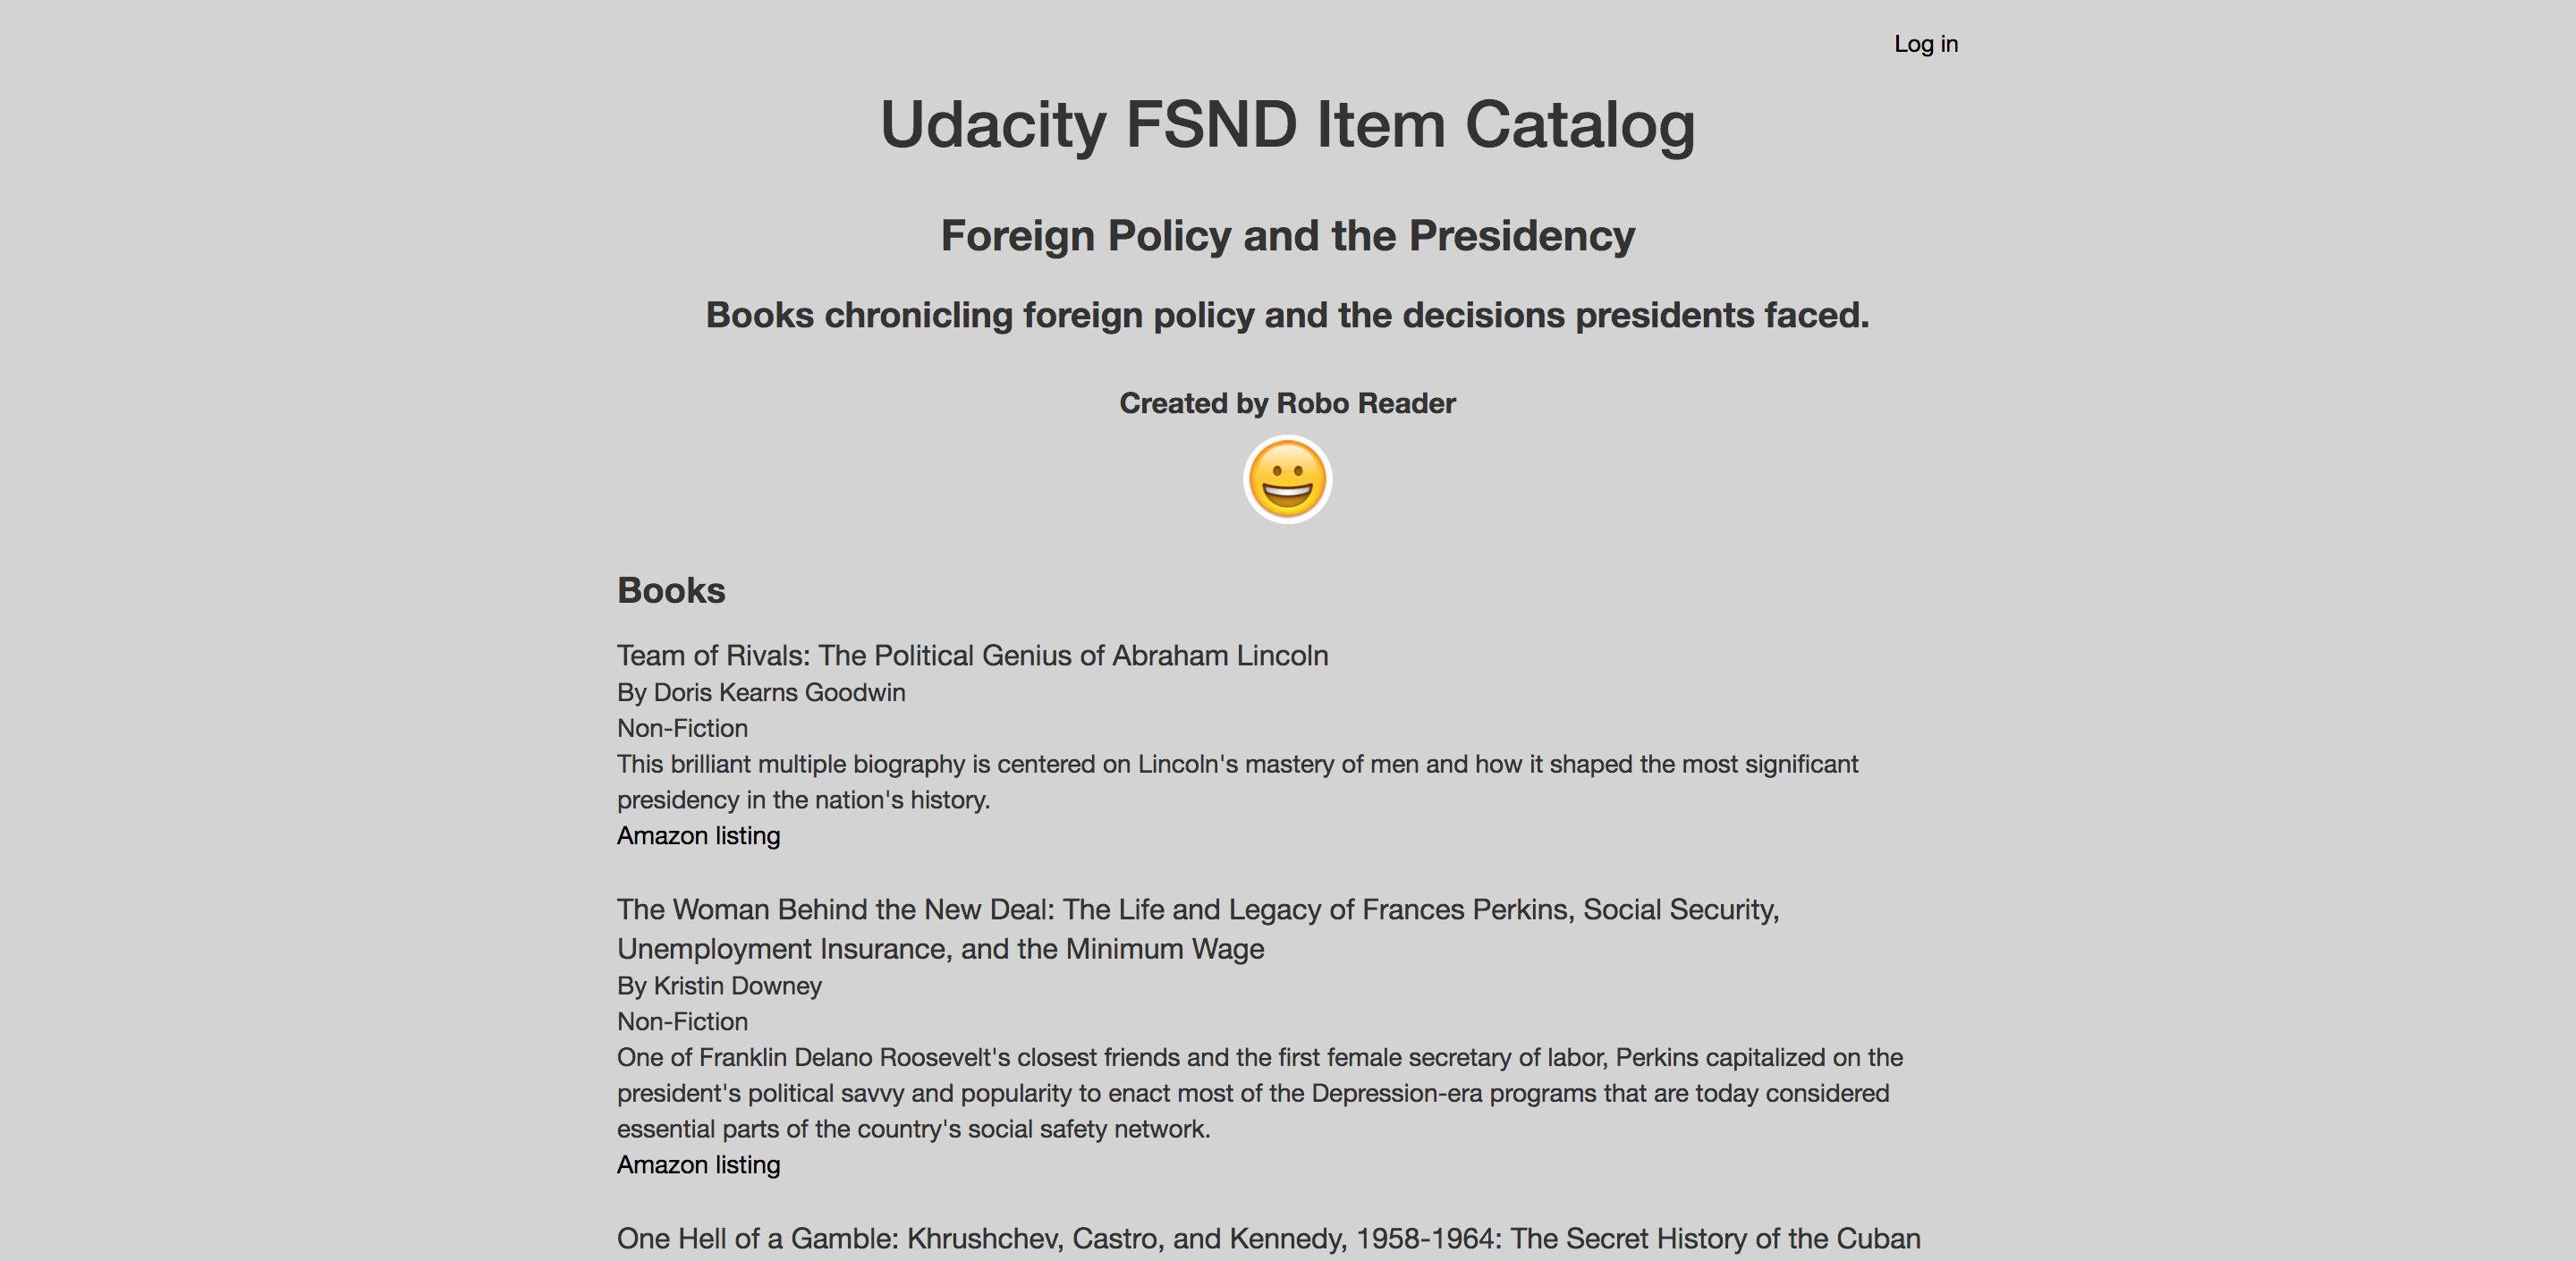 Log in
Udacity FSND Item Catalog
Foreign Policy and the Presidency
Books chronicling foreign policy and the decisions presidents faced.
Created by Robo Reader
Books
Team of Rivals: The Political Genius of Abraham Lincoln
By Doris Kearns Goodwin
Non-Fiction
This brilliant multiple biography is centered on Lincoln's mastery of men and how it shaped the most significant
presidency in the nation's history.
Amazon listing
The Woman Behind the New Deal: The Life and Legacy of Frances Perkins, Social Security,
Unemployment Insurance, and the Minimum Wage
By Kristin Downey
Non-Fiction
One of Franklin Delano Roosevelt's closest friends and the first female secretary of labor, Perkins capitalized on the
president's political savvy and popularity to enact most of the Depression-era programs that are today considered
essential parts of the country's social safety network.
Amazon listing
One Hell of a Gamble: Khrushchev, Castro, and Kennedy, 1958-1964: The Secret History of the Cuban